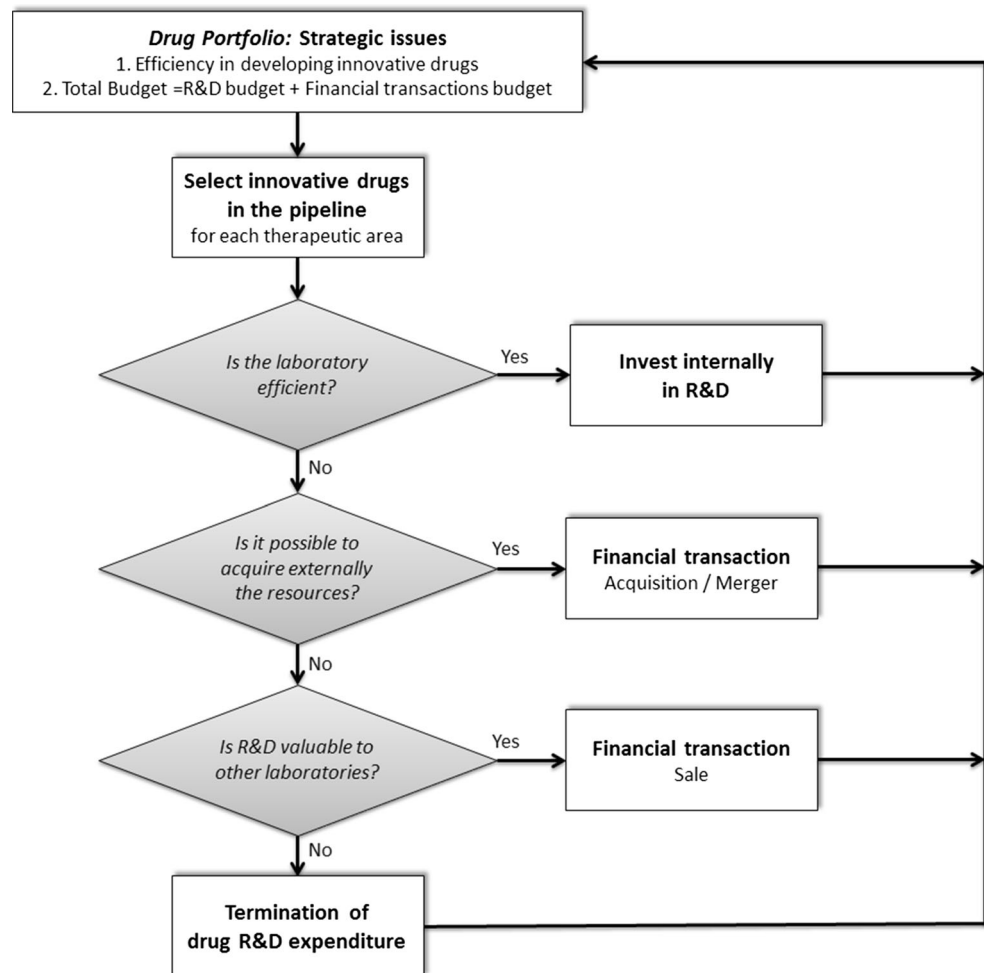 Drug Portfolio: Strategic issues
1. Efficiency in developing innovative drugs
2. Total Budget =R&D budget + Financial transactions budget
Select innovative drugs
in the pipeline
for each therapeutic area
Is the laboratory
efficient?
Yes
Invest internally
in R&D
No
Is it possible to
acquire externally
the resources?
Yes
Financial transaction
Acquisition / Merger
No
Is R&D valuable to
other laboratories?
Yes
Financial transaction
Sale
No
Termination of
drug R&D expenditure